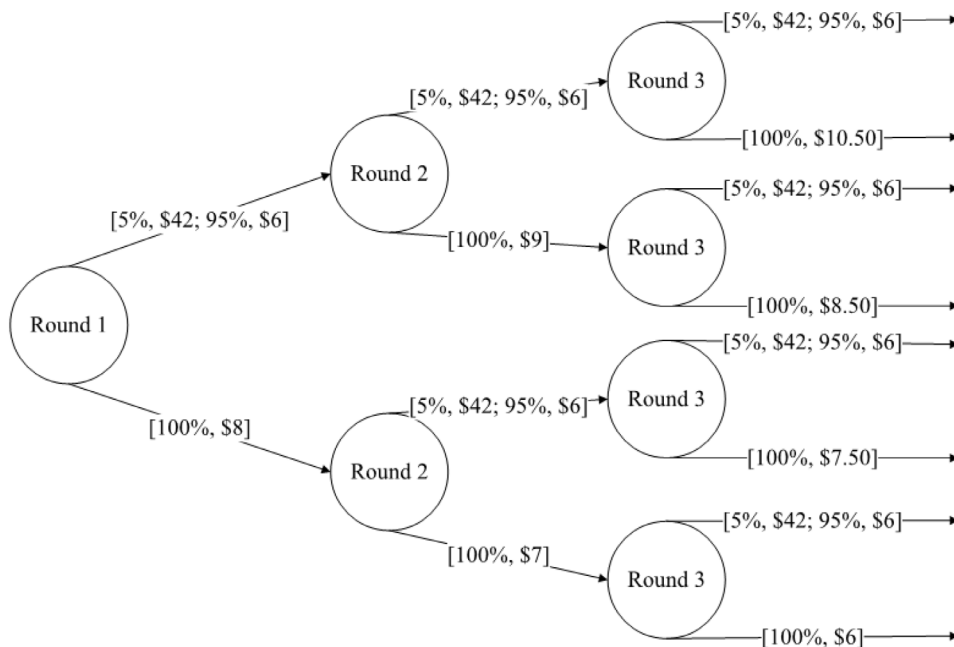 [5%, $42; 95%, $6]
Round 3
[5%, $42; 95%, $6]
[100%, $10.50]
Round 2
[5%, $42; 95%, $6]
[5%, $42; 95%, $6]
[100%, $9]
Round 3
[100%, $8.50]
Round 1
[5%, $42; 95%, $6]
Round 3
[5%, $42; 95%, $6]
[100%, $8]
[100%, $7.50]
Round 2
[5%, $42; 95%, $6]
[100%, $7]
Round 3
[100%, $6]